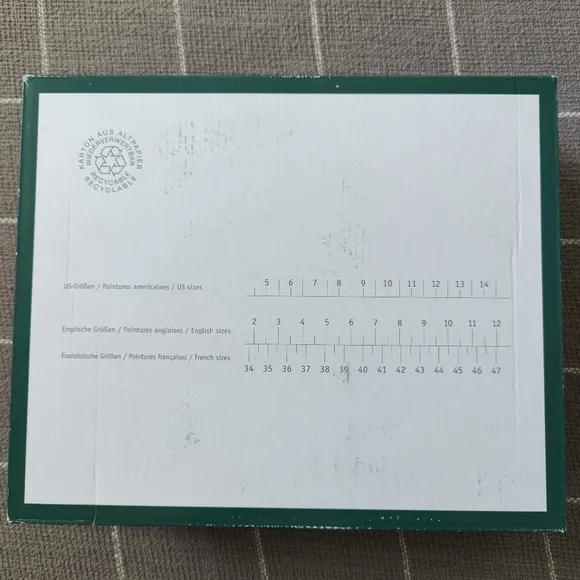 KARTON AUS ALTPAPIER
WIEDERVERWERTBAR
RECYCABLE
RECYCLABLE
US-Größen / Pointures americaines / US sizes 5 6 7 8 9 10 11 12 13 14
Englische Größen / Pointures anglaises / English sizes 2 3 4 5 6 7 8 9 10 11 12
Französische Größen / Pointures françaises / French sizes 34 35 36 37 38 39 40 41 42 43 44 45 46 47